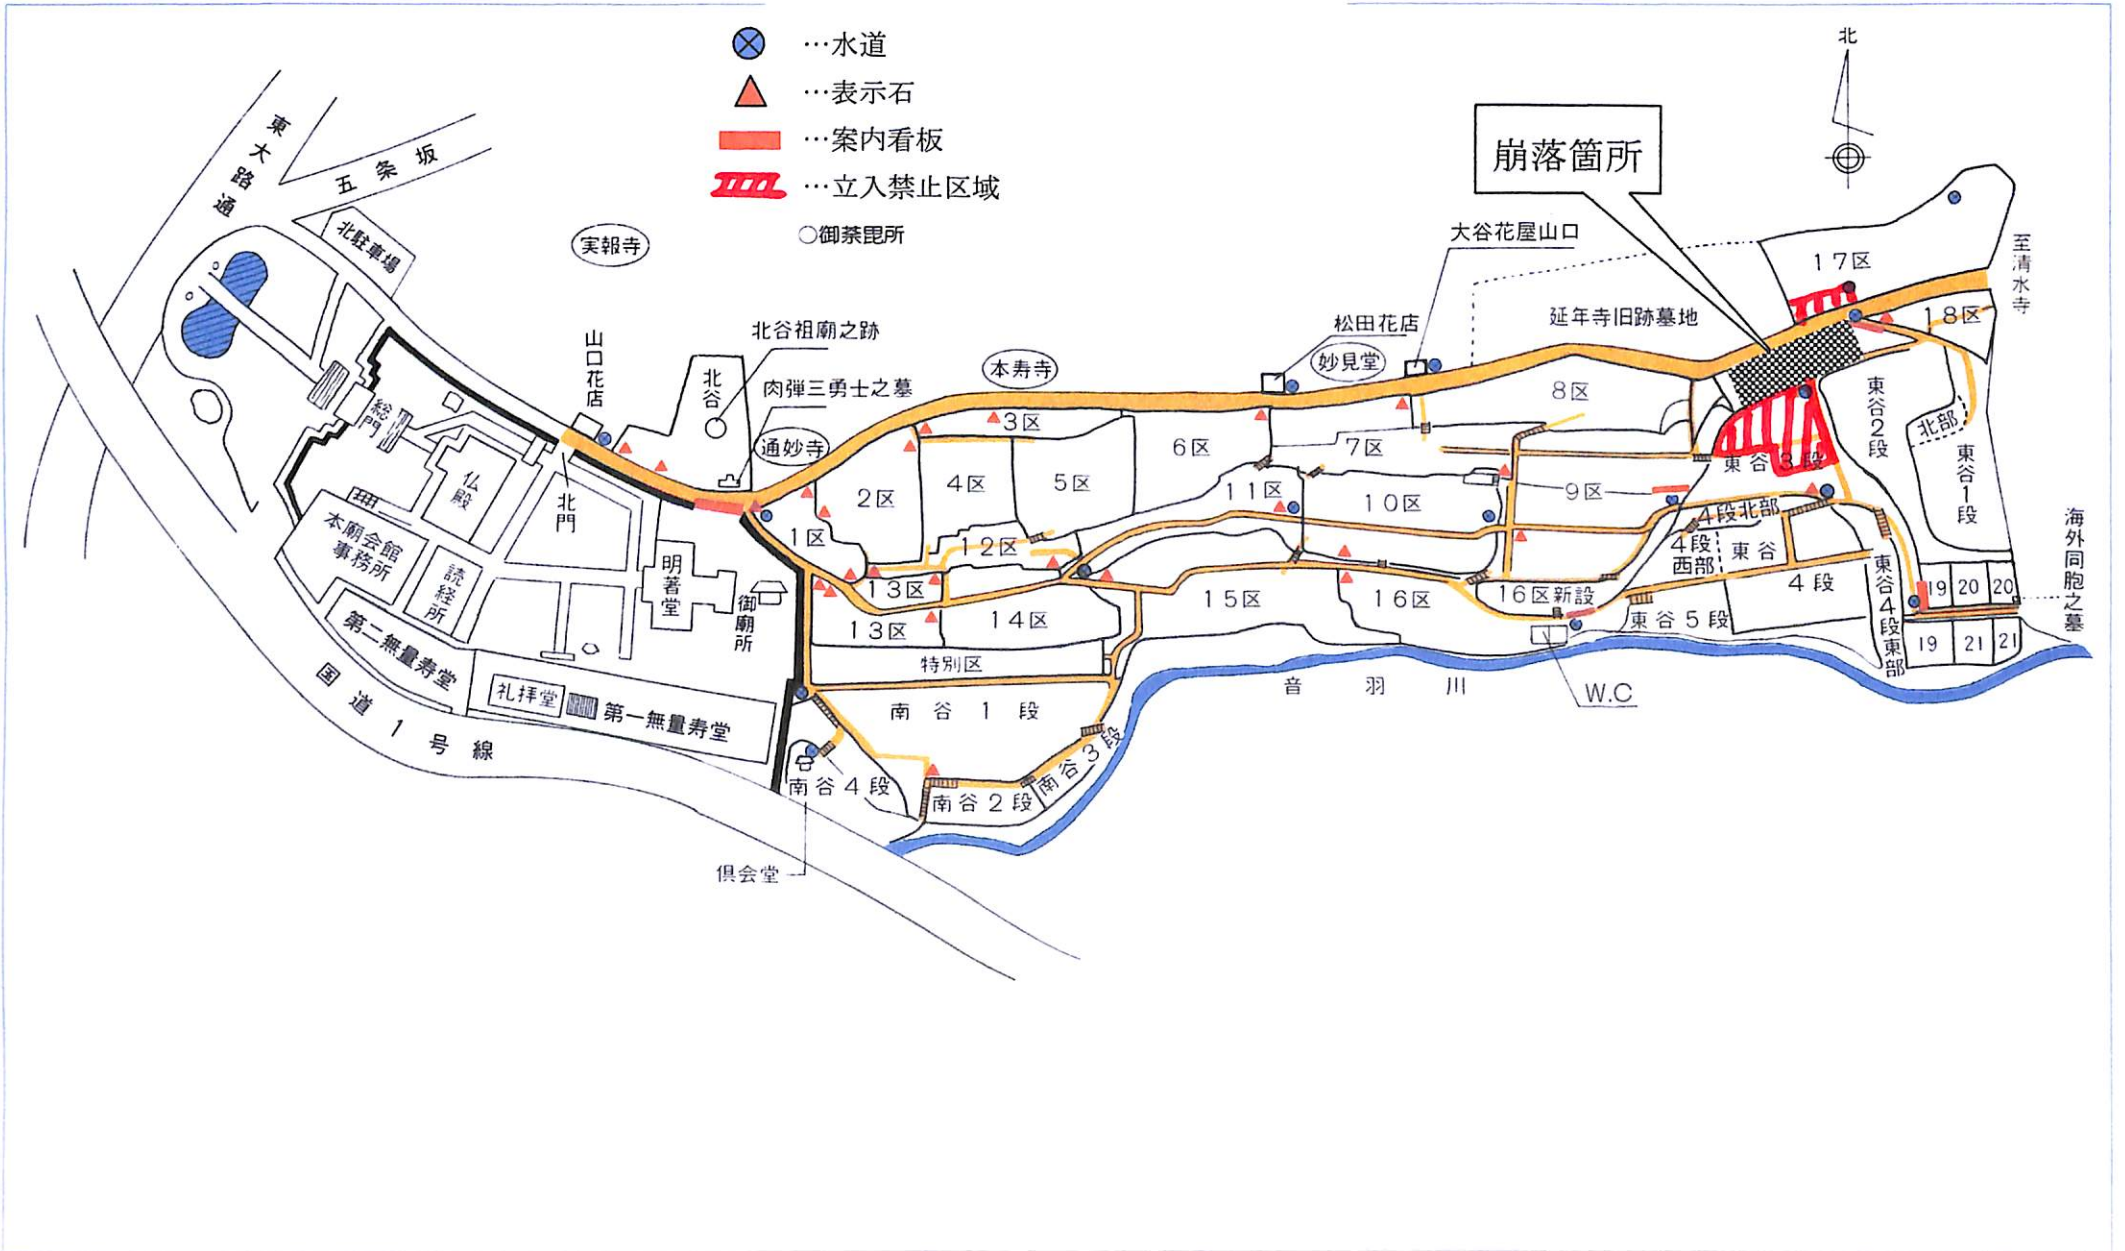 …水道
…表示石
…案内看板
…立入禁止区域
○御荼毘所
北
崩落箇所
東大路通
五条坂
北駐車場
実報寺
大谷花屋山口
至清水寺
17区
18区
延年寺旧跡墓地
松田花店
妙見堂
山口花店
北谷祖廟之跡
北谷
肉弾三勇士之墓
本寿寺
通妙寺
総門
仏殿
北門
本廟会館
事務所
読経所
明著堂
御廟所
第二無量寿堂
礼拝堂
第一無量寿堂
国道1号線
1区
2区
3区
4区
5区
6区
7区
8区
9区
10区
11区
12区
13区
13区
14区
15区
16区
16区新設
特別区
東谷3段
東谷2段
北部
東谷1段
4段北部
4段
西部
東谷
4段
東谷5段
東谷4段東部
19
20
20
19
21
21
海外同胞之墓
音羽川
W.C
南谷1段
南谷2段
南谷3段
南谷4段
倶会堂